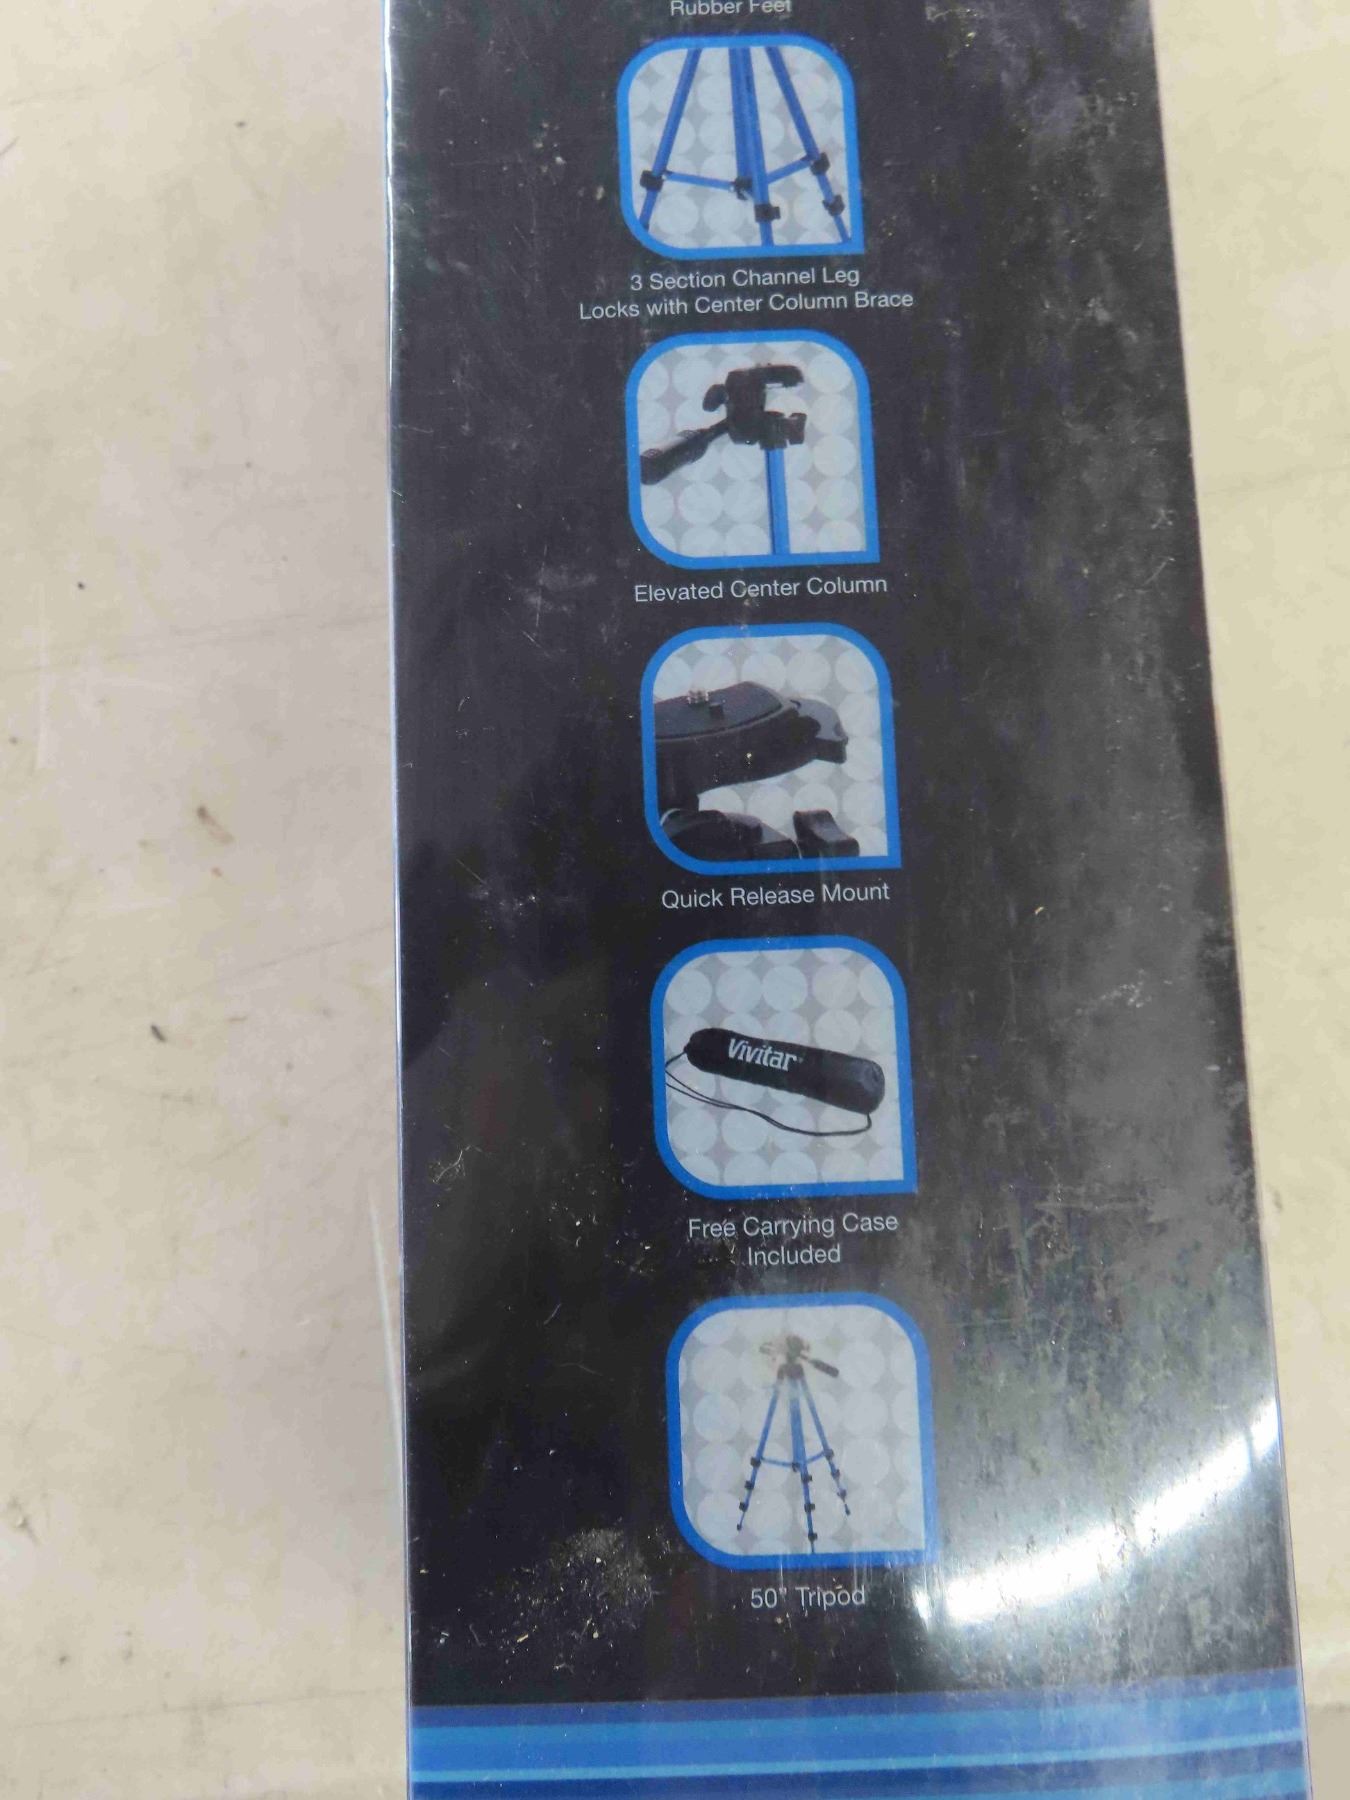 Rubber Feet
3 Section Channel Leg
Locks with Center Column Brace
Elevated Center Column
Quick Release Mount
Vivitar
Free Carrying Case
Included
50" Tripod